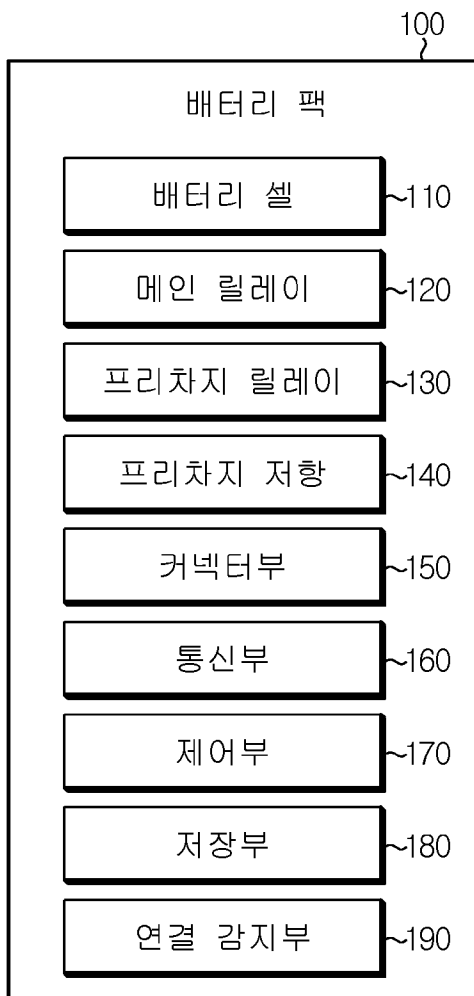 100
배터리 팩
배터리 셀 110
메인 릴레이 120
프리차지 릴레이 130
프리차지 저항 140
커넥터부 150
통신부 160
제어부 170
저장부 180
연결 감지부 190